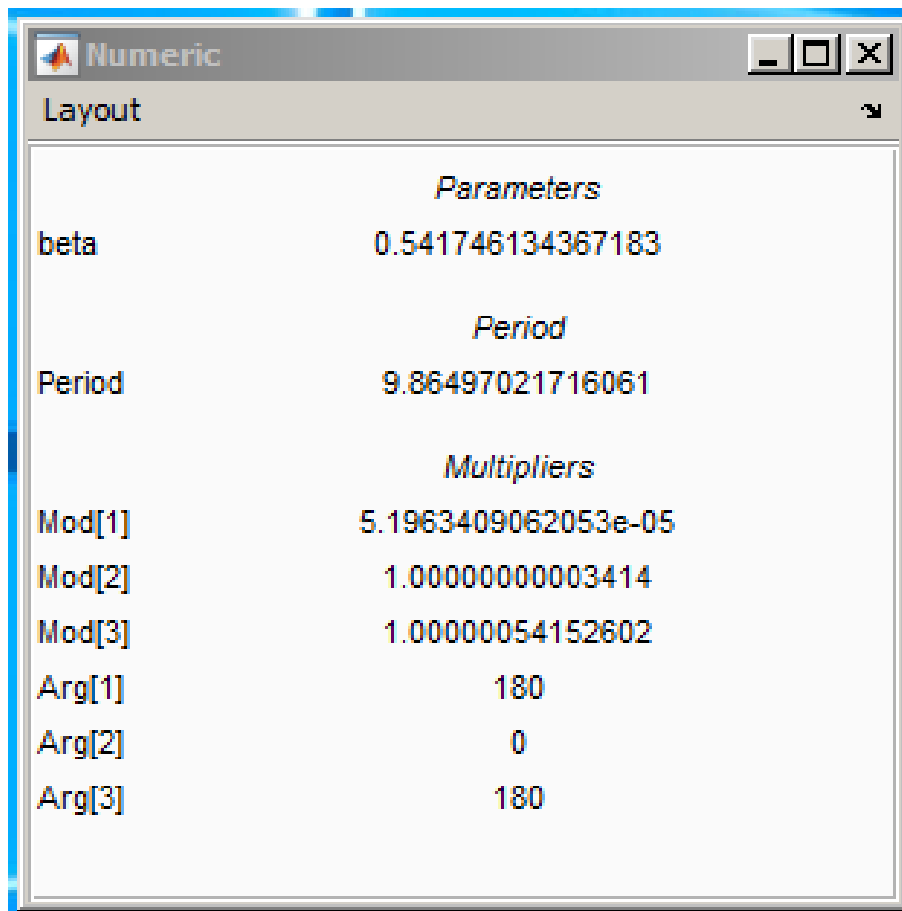 Numeric
Layout
Parameters
beta 0.541746134367183
Period
Period 9.86497021716061
Multipliers
Mod[1] 5.1963409062053e-05
Mod[2] 1.00000000003414
Mod[3] 1.00000054152602
Arg[1] 180
Arg[2] 0
Arg[3] 180